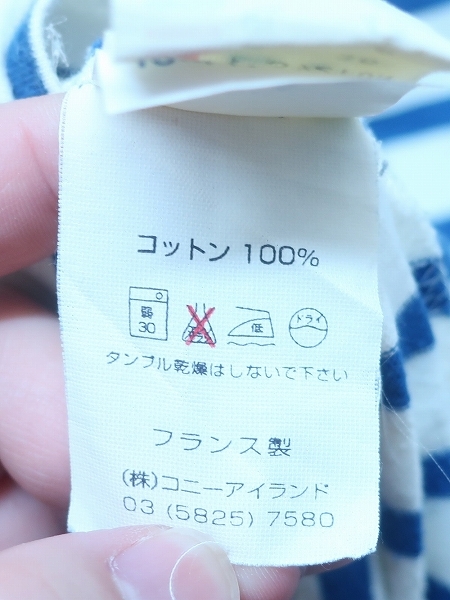 コットン 100%
弱 30 低 ドライ
タンブル乾燥はしないで下さい
フランス製
(株)コニーアイランド
03 (5825) 7580